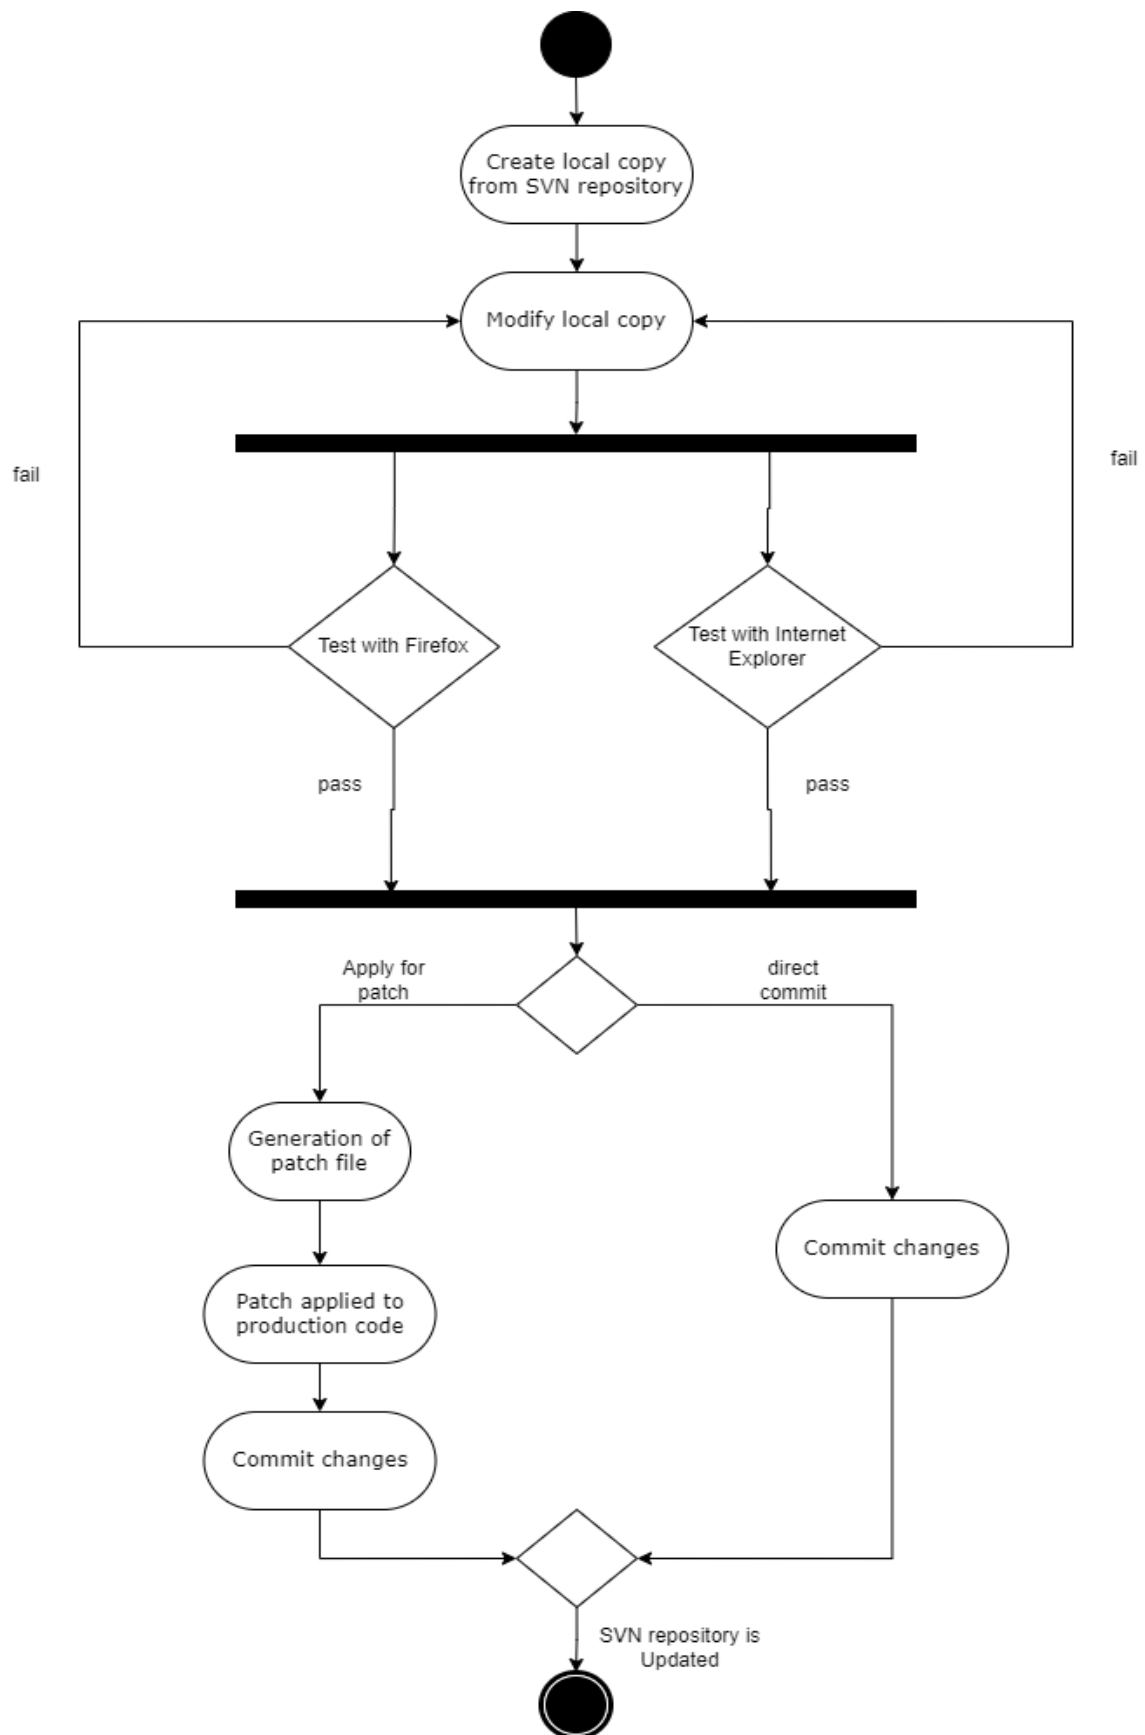 Create local copy
from SVN repository
Modify local copy
fail
fail
Test with Firefox
Test with Internet
Explorer
pass
pass
Apply for
patch
direct
commit
Generation of
patch file
Commit changes
Patch applied to
production code
Commit changes
SVN repository is
Updated